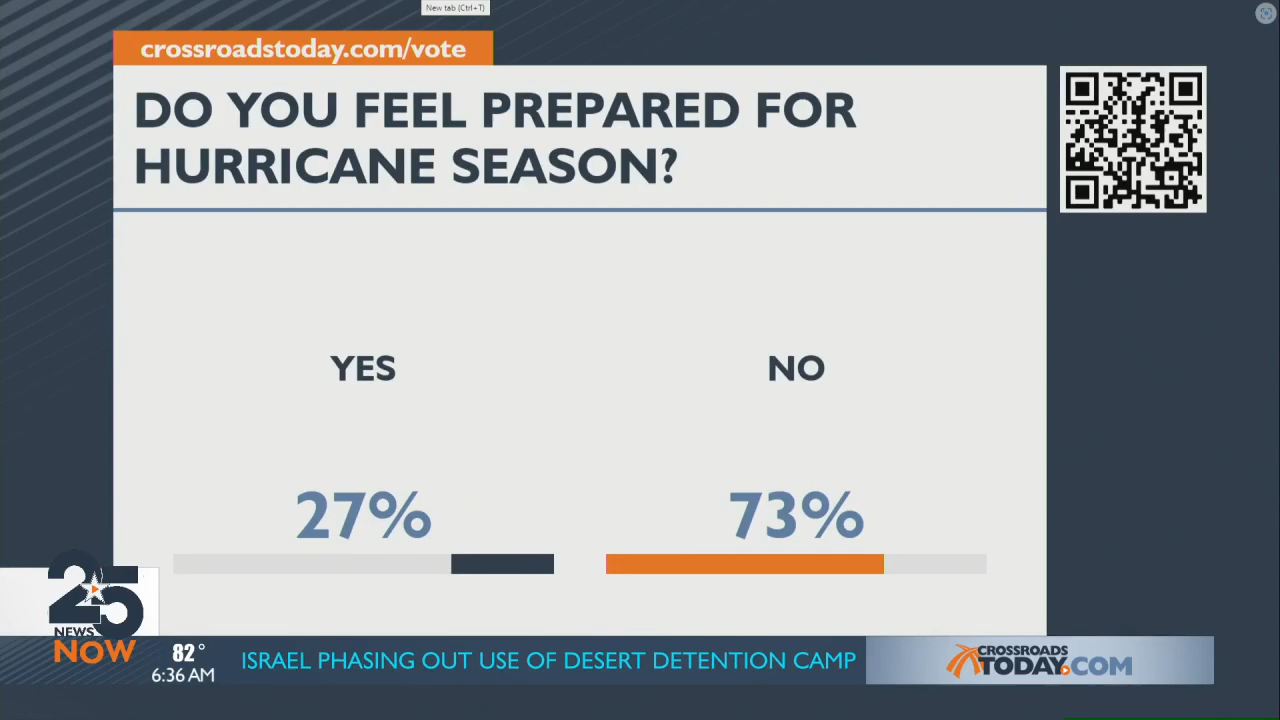 New tab (Ctrl+T)
crossroadstoday.com/vote
DO YOU FEEL PREPARED FOR
HURRICANE SEASON?
YES
NO
27%
73%
25
NEWS
NOW
82°
6:36 AM
ISRAEL PHASING OUT USE OF DESERT DETENTION CAMP
CROSSROADS
TODAY.COM